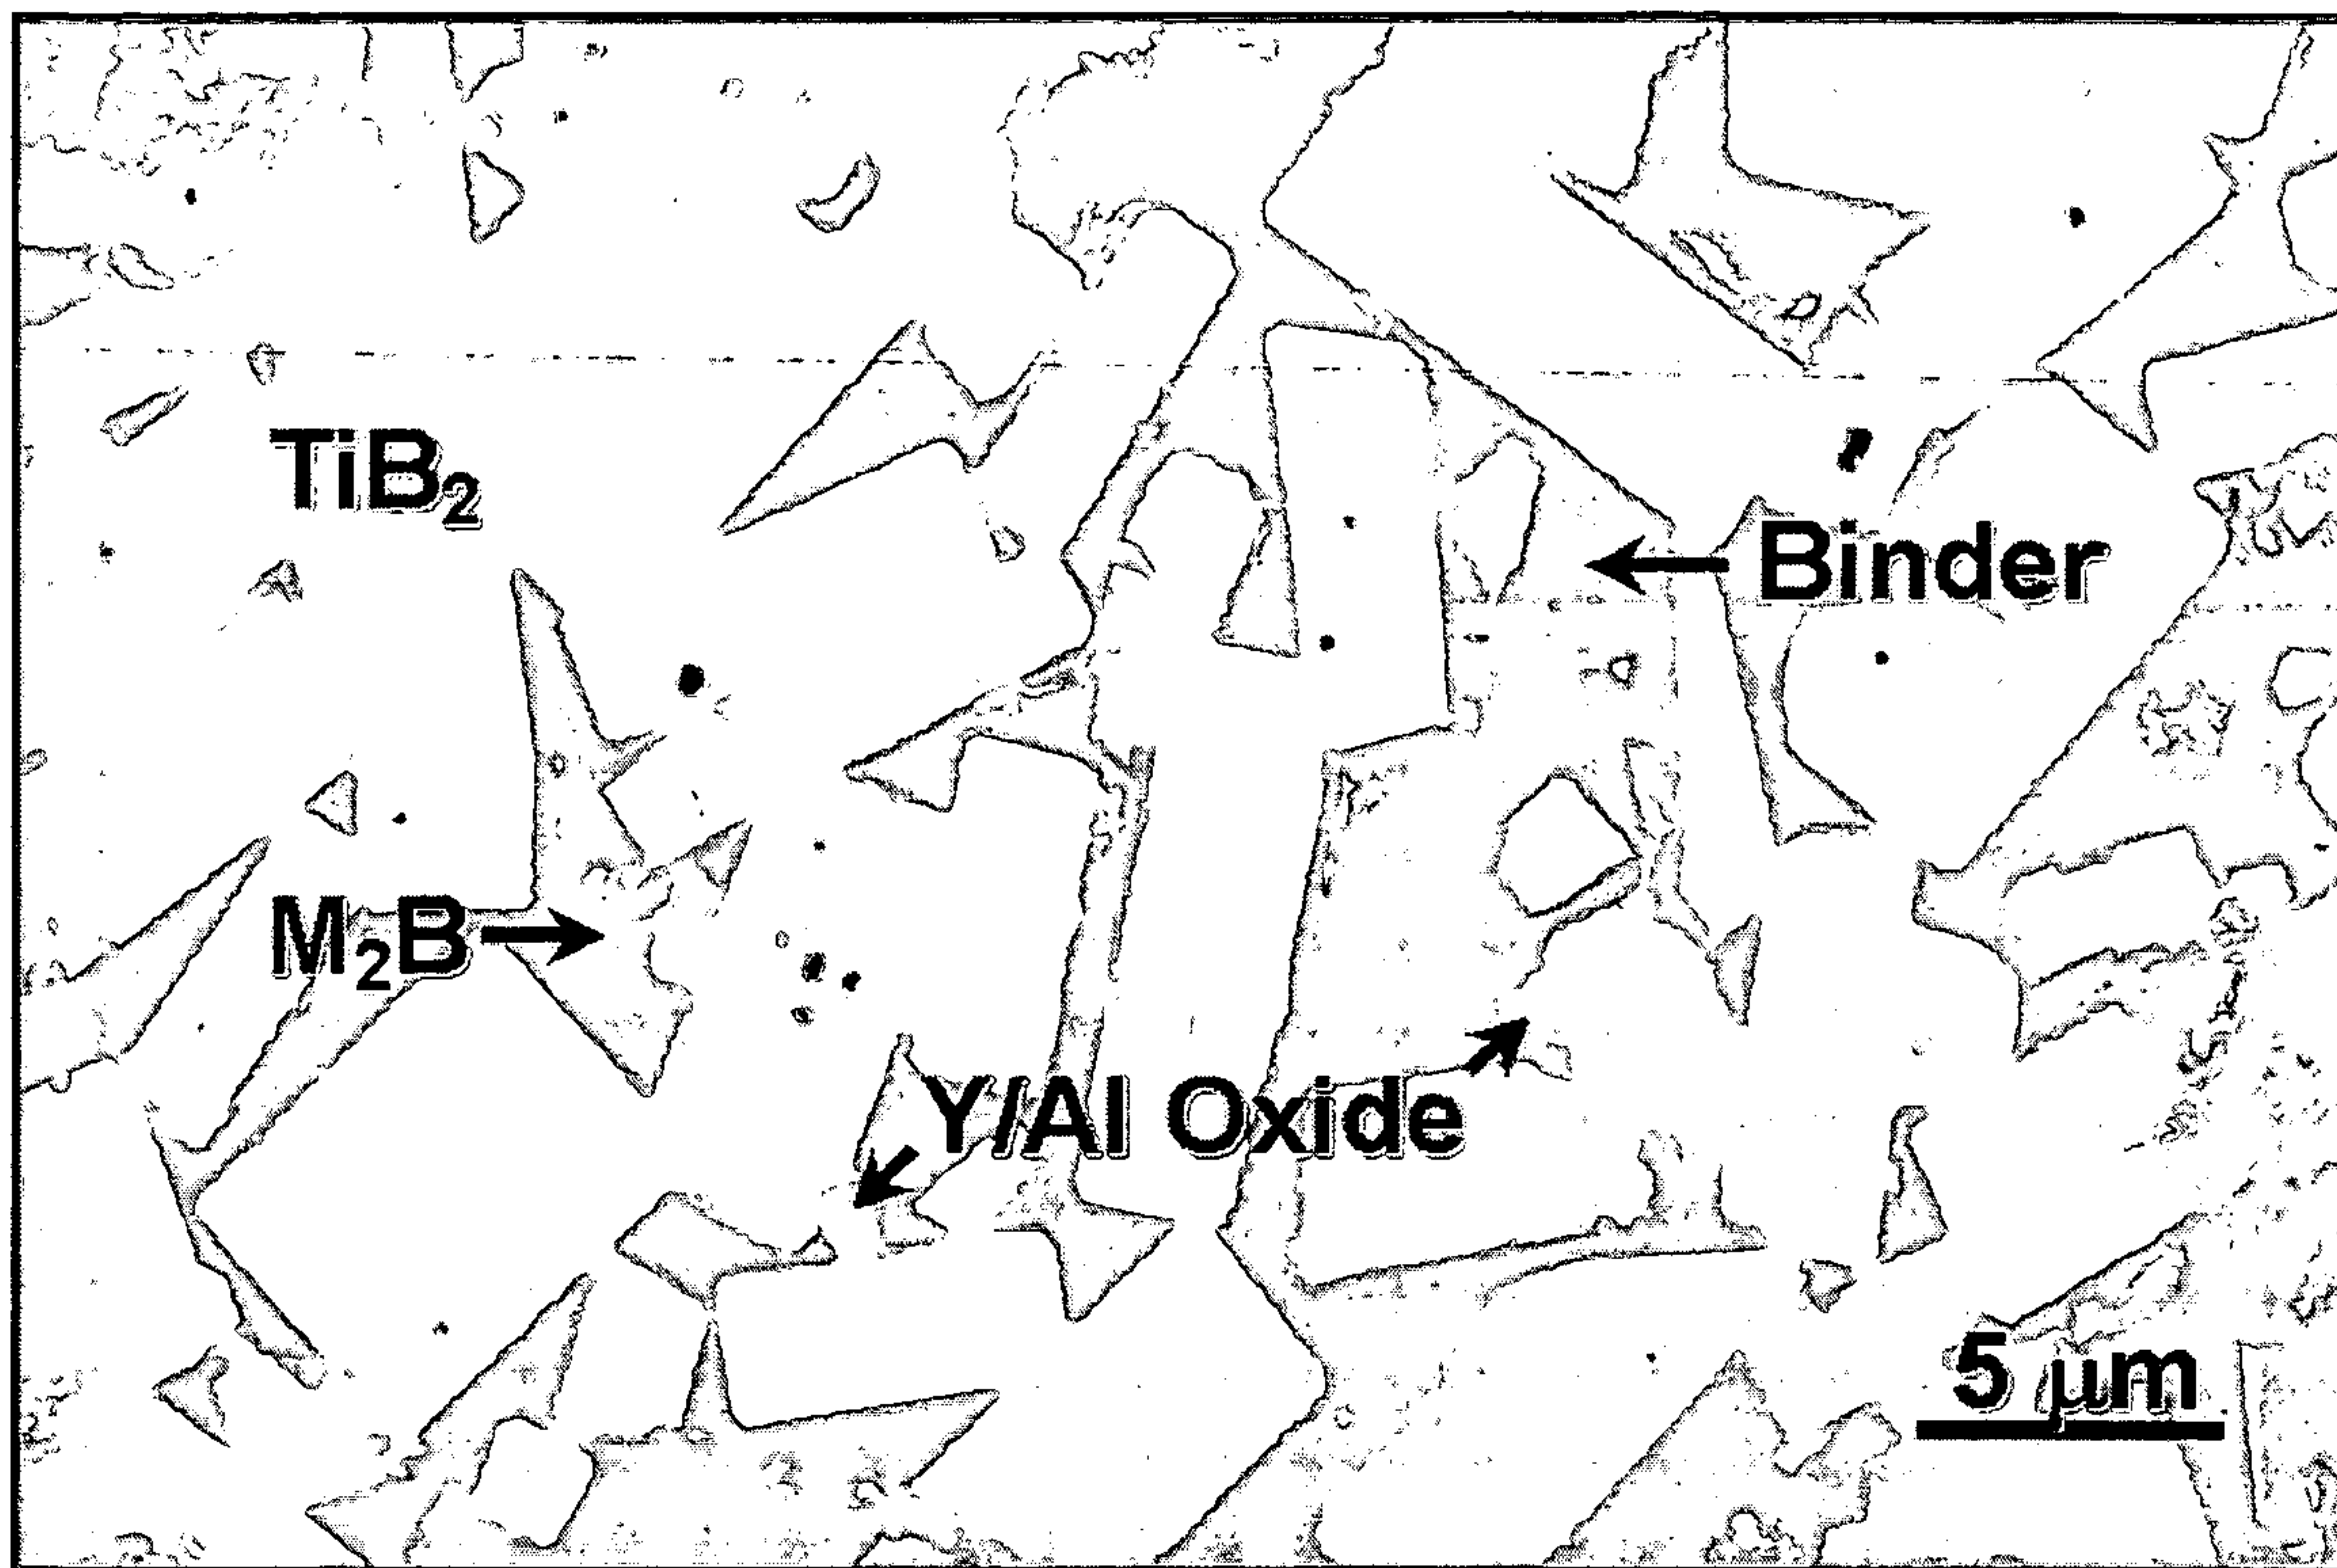 TiB₂
Binder
M₂B
Y/Al Oxide
5 μm